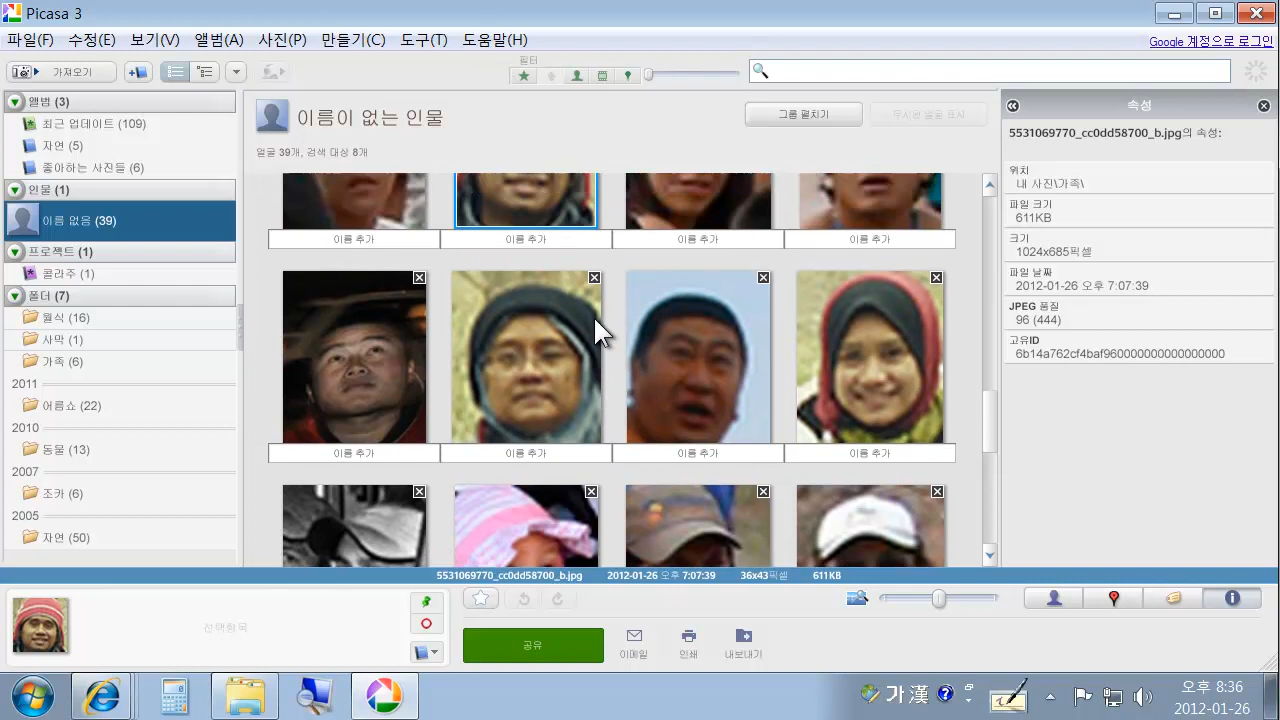 Picasa 3
파일(F) 수정(E) 보기(V) 앨범(A) 사진(P) 만들기(C) 도구(T) 도움말(H)
Google 계정으로 로그인
가져오기
필터
앨범 (3)
최근 업데이트 (109)
자연 (5)
좋아하는 사진들 (6)
인물 (1)
이름 없음 (39)
프로젝트 (1)
콜라주 (1)
폴더 (7)
월식 (16)
사막 (1)
가족 (6)
2011
어름쇼 (22)
2010
동물 (13)
2007
조카 (6)
2005
자연 (50)
이름이 없는 인물
그룹 펼치기
무시된 얼굴 표시
얼굴 39개, 검색 대상 8개
이름 추가 이름 추가 이름 추가 이름 추가
이름 추가 이름 추가 이름 추가 이름 추가
속성
5531069770_cc0dd58700_b.jpg의 속성:
위치
내 사진\가족\
파일 크기
611KB
크기
1024x685픽셀
파일 날짜
2012-01-26 오후 7:07:39
JPEG 품질
96 (444)
고유ID
6b14a762cf4baf960000000000000000
5531069770_cc0dd58700_b.jpg 2012-01-26 오후 7:07:39 36x43픽셀 611KB
선택항목
공유
이메일
인쇄
내보내기
가 漢
오후 8:36
2012-01-26